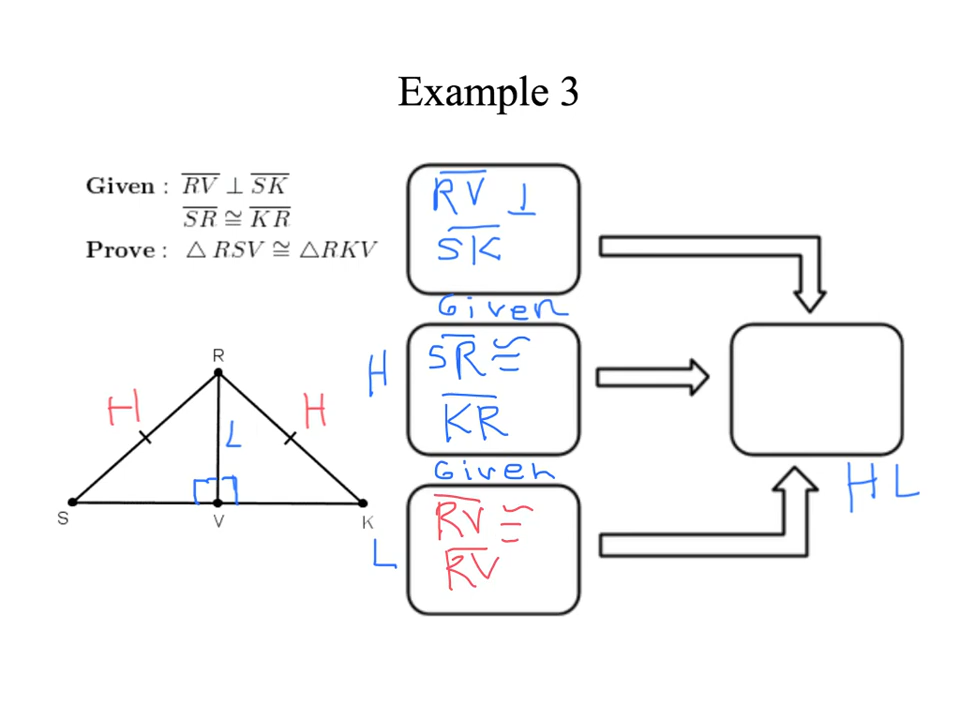 Example 3
Given : RV ⊥ SK
SR ≅ KR
Prove : △RSV ≅ △RKV
RV ⊥
SK
Given
H
SR ≅
KR
Given
L
RV ≅
RV
HL
R
H
H
L
S
V
K